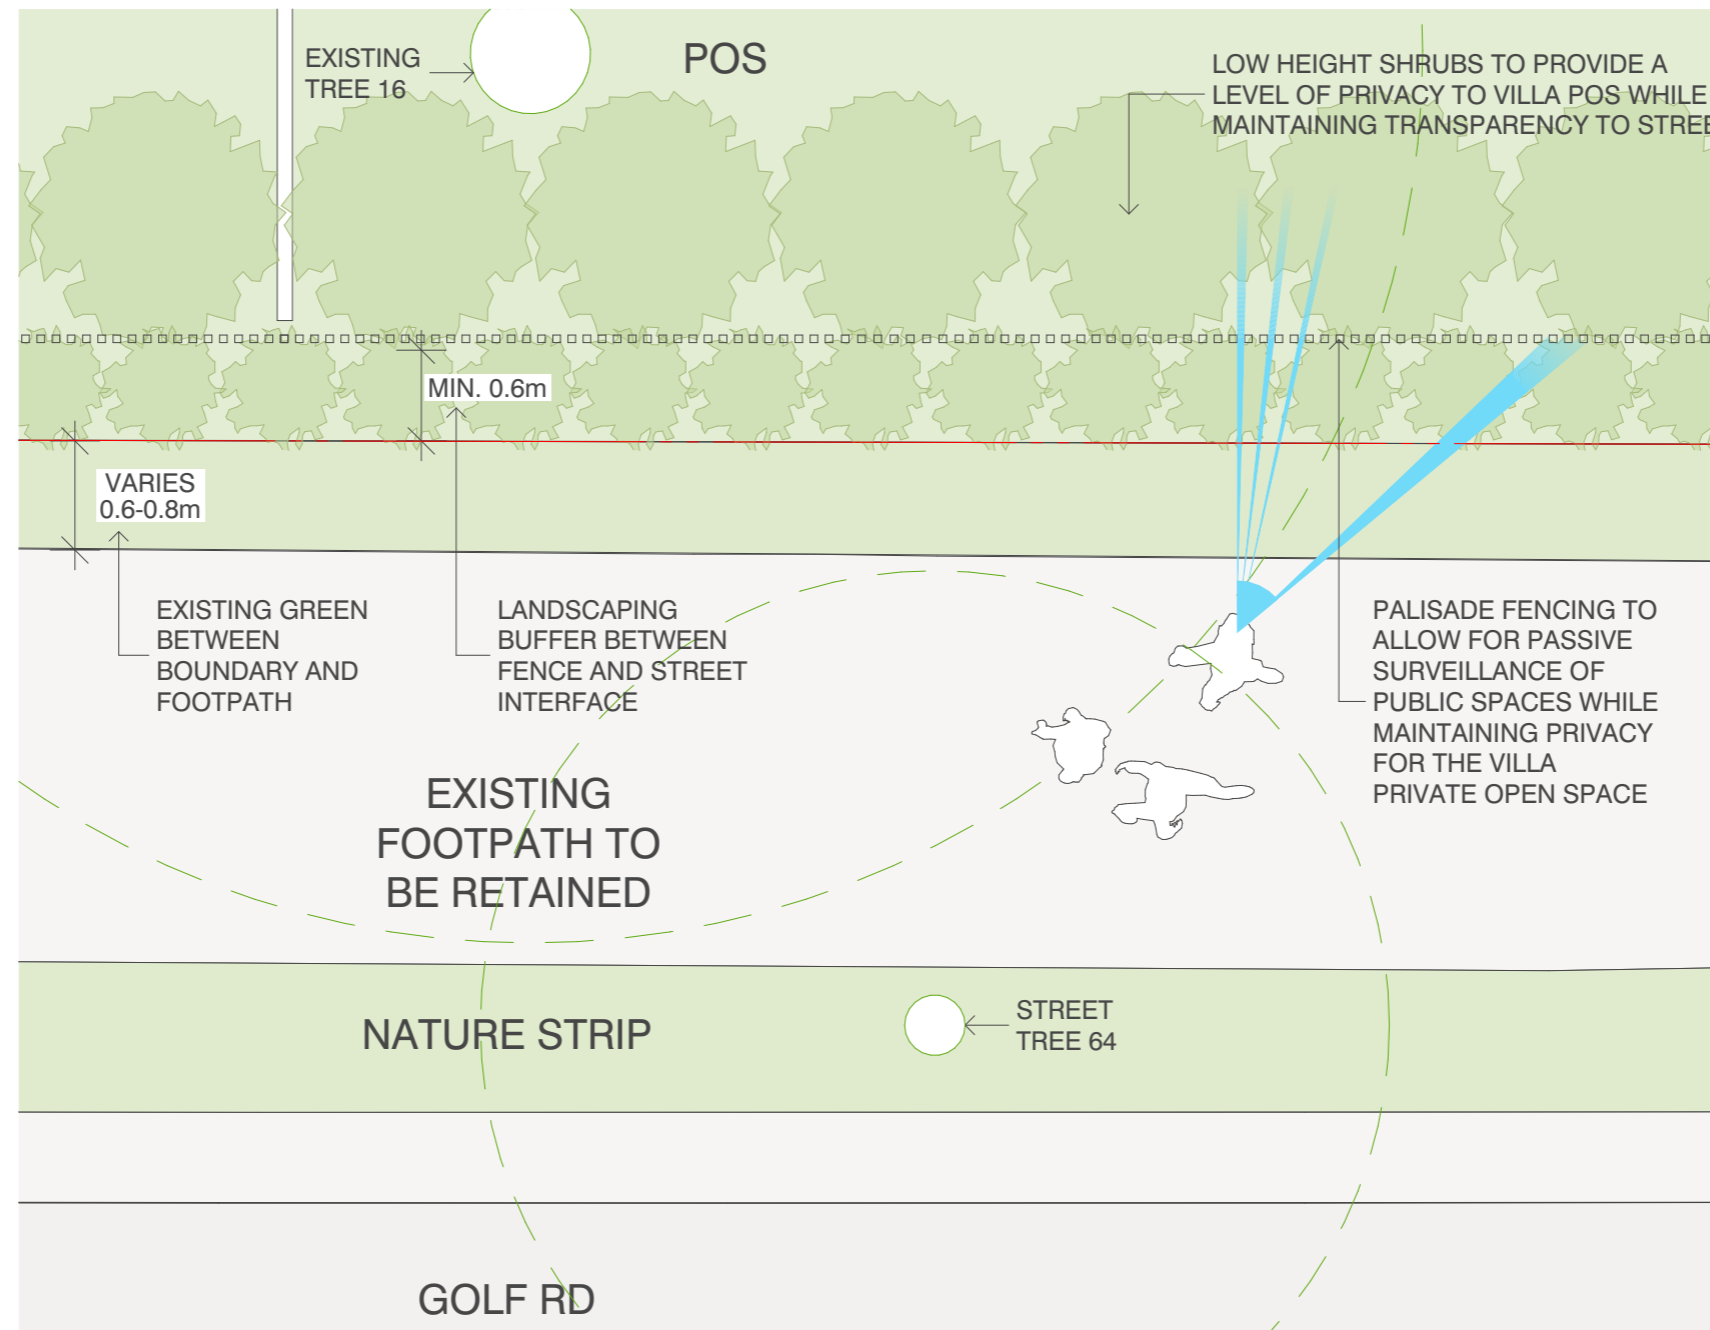 EXISTING
TREE 16
POS
LOW HEIGHT SHRUBS TO PROVIDE A
LEVEL OF PRIVACY TO VILLA POS WHILE
MAINTAINING TRANSPARENCY TO STREE
MIN. 0.6m
VARIES
0.6-0.8m
EXISTING GREEN
BETWEEN
BOUNDARY AND
FOOTPATH
LANDSCAPING
BUFFER BETWEEN
FENCE AND STREET
INTERFACE
PALISADE FENCING TO
ALLOW FOR PASSIVE
SURVEILLANCE OF
PUBLIC SPACES WHILE
MAINTAINING PRIVACY
FOR THE VILLA
PRIVATE OPEN SPACE
EXISTING
FOOTPATH TO
BE RETAINED
NATURE STRIP
STREET
TREE 64
GOLF RD